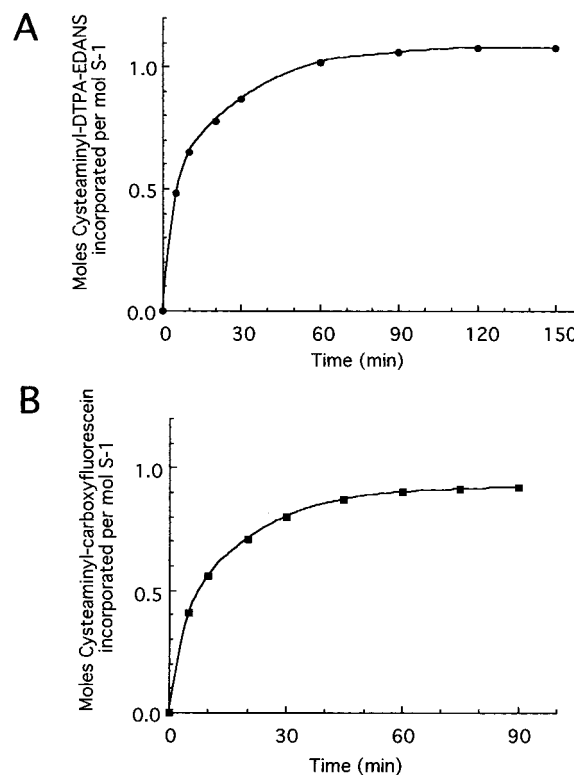 A
Moles Cysteaminyl-DTPA-EDANS
incorporated per mol S-1
1.0
0.5
0.0
0 30 60 90 120 150
Time (min)
B
Moles Cysteaminyl-carboxyfluorescein
incorporated per mol S-1
1.0
0.5
0.0
0 30 60 90
Time (min)